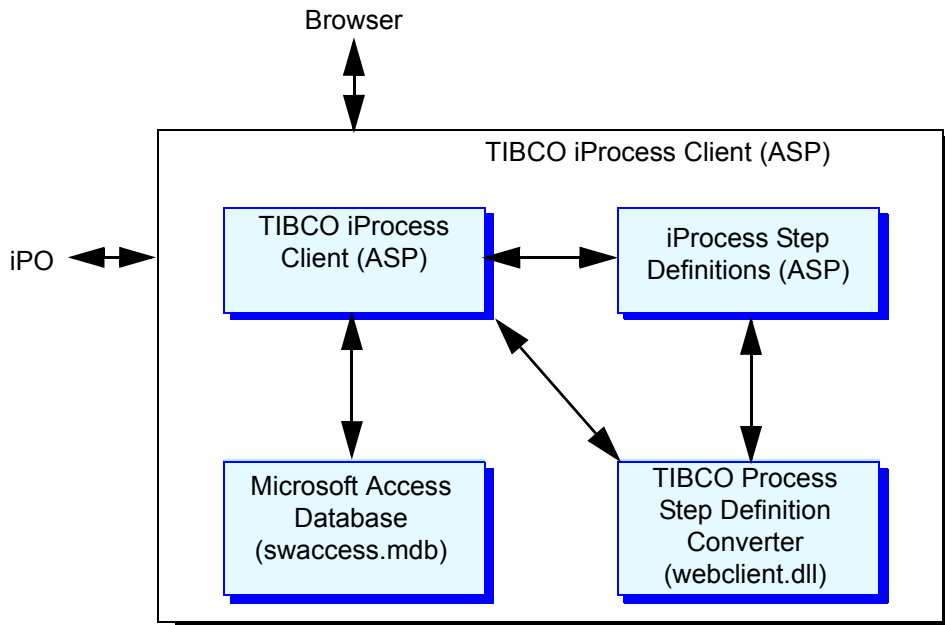 Browser
TIBCO iProcess Client (ASP)
TIBCO iProcess
Client (ASP)
iProcess Step
Definitions (ASP)
iPO
Microsoft Access
Database
(swaccess.mdb)
TIBCO Process
Step Definition
Converter
(webclient.dll)